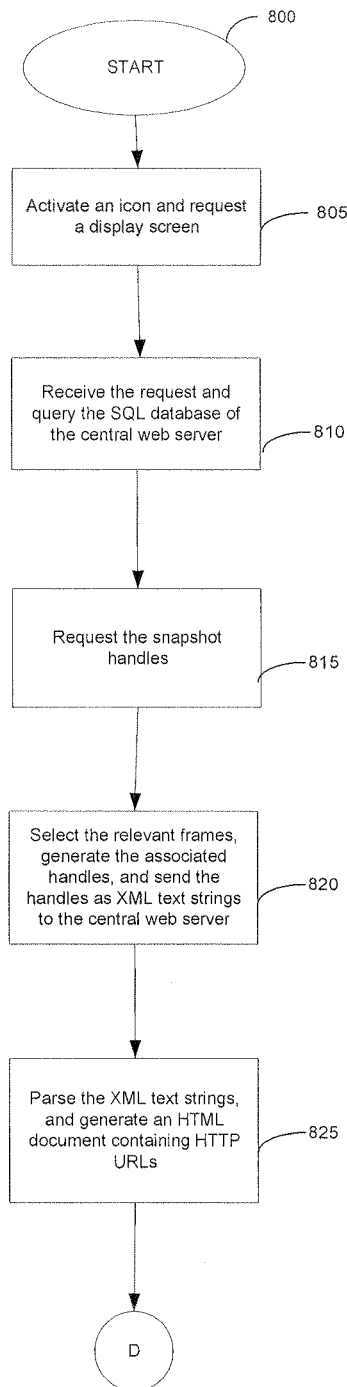 START
800
Activate an icon and request
a display screen
805
Receive the request and
query the SQL database of
the central web server
810
Request the snapshot
handles
815
Select the relevant frames,
generate the associated
handles, and send the
handles as XML text strings
to the central web server
820
Parse the XML text strings,
and generate an HTML
document containing HTTP
URLs
825
D